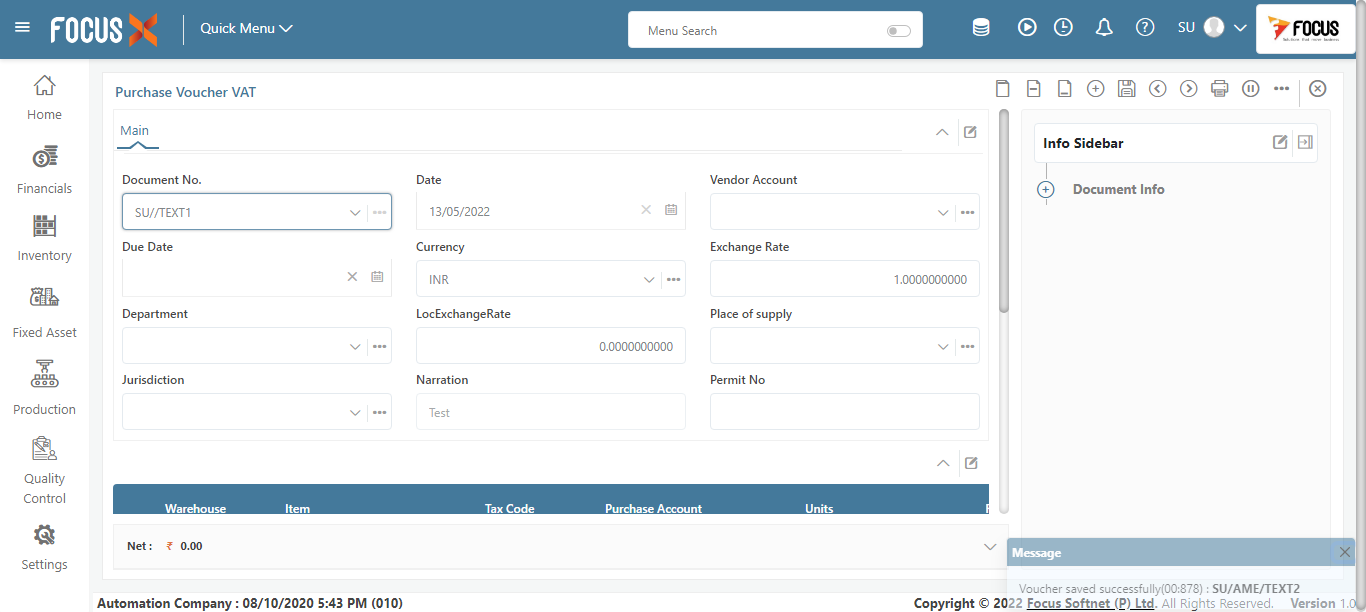 FOCUS X
Quick Menu
Menu Search
SU
FOCUS
Home
Financials
Inventory
Fixed Asset
Production
Quality
Control
Settings
Purchase Voucher VAT
Main
Document No.
Date
Vendor Account
SU//TEXT1
13/05/2022
Due Date
Currency
Exchange Rate
INR
1.0000000000
Department
LocExchangeRate
Place of supply
0.0000000000
Jurisdiction
Narration
Permit No
Test
Warehouse
Item
Tax Code
Purchase Account
Units
Net : ₹ 0.00
Info Sidebar
Document Info
Message
Voucher saved successfully(00:878) : SU/AME/TEXT2
Automation Company : 08/10/2020 5:43 PM (010)
Copyright © 2022 Focus Softnet (P) Ltd. All Rights Reserved.
Version 1.0